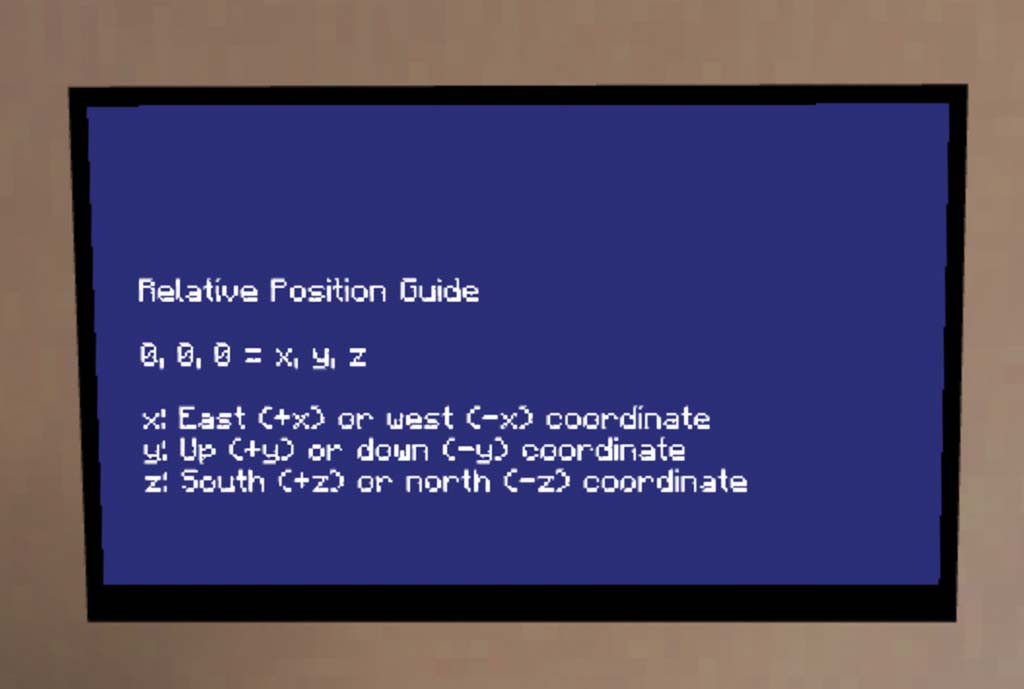 Relative Position Guide
0, 0, 0 = x, y, z
x: East (+x) or west (-x) coordinate
y: Up (+y) or down (-y) coordinate
z: South (+z) or north (-z) coordinate